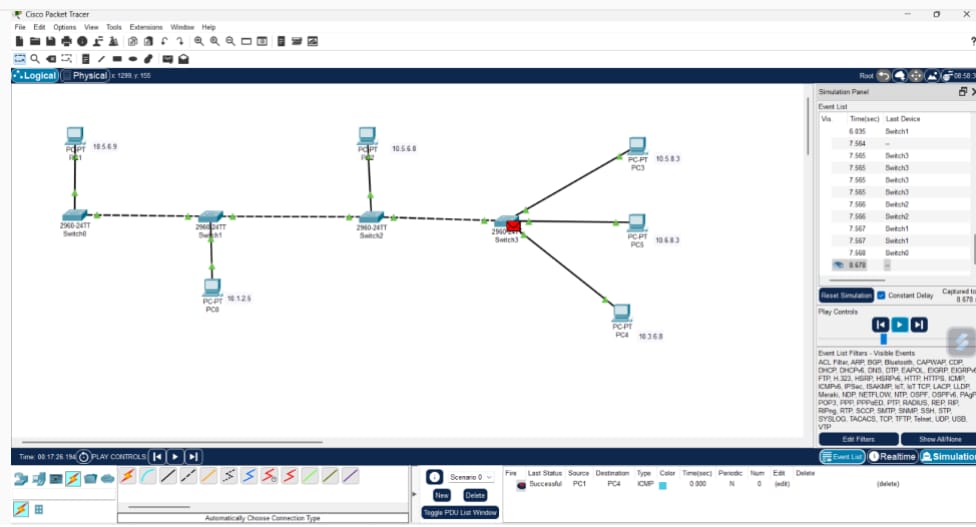 Cisco Packet Tracer
File Edit Options View Tools Extensions Window Help
Logical Physical x: 1299, y: 155
Root 08:58:3
Simulation Panel
Event List
Vis. Time(sec) Last Device
6.035 Switch1
7.564 --
7.565 Switch3
7.565 Switch3
7.565 Switch3
7.565 Switch3
7.566 Switch2
7.566 Switch2
7.567 Switch1
7.567 Switch1
7.568 Switch0
8.678 --
Reset Simulation Constant Delay Captured to
8.678
Play Controls
Event List Filters - Visible Events
ACL Filter, ARP, BGP, Bluetooth, CAPWAP, CDP,
DHCP, DHCPv6, DNS, DTP, EAPOL, EIGRP, EIGRPv6
FTP, H.323, HSRP, HSRPv6, HTTP, HTTPS, ICMP,
ICMPv6, IPSec, ISAKMP, IoT, IoT TCP, LACP, LLDP,
Meraki, NDP, NETFLOW, NTP, OSPF, OSPFv6, PAgP
POP3, PPP, PPPoED, PTP, RADIUS, REP, RIP,
RIPng, RTP, SCCP, SMTP, SNMP, SSH, STP,
SYSLOG, TACACS, TCP, TFTP, Telnet, UDP, USB,
VTP
Edit Filters Show All/None
Event List Realtime Simulation
PC-PT
PC1
10.5.6.9
PC-PT
PC2
10.5.6.8
PC-PT
PC3
10.5.8.3
2960-24TT
Switch0
2960-24TT
Switch1
2960-24TT
Switch2
2960-24TT
Switch3
PC-PT
PC5
10.6.8.3
PC-PT
PC0
10.1.2.5
PC-PT
PC4
10.3.6.8
Time: 00:17:26.194 PLAY CONTROLS:
Scenario 0
New Delete
Toggle PDU List Window
Fire Last Status Source Destination Type Color Time(sec) Periodic Num Edit Delete
Successful PC1 PC4 ICMP 0.000 N 0 (edit) (delete)
Automatically Choose Connection Type